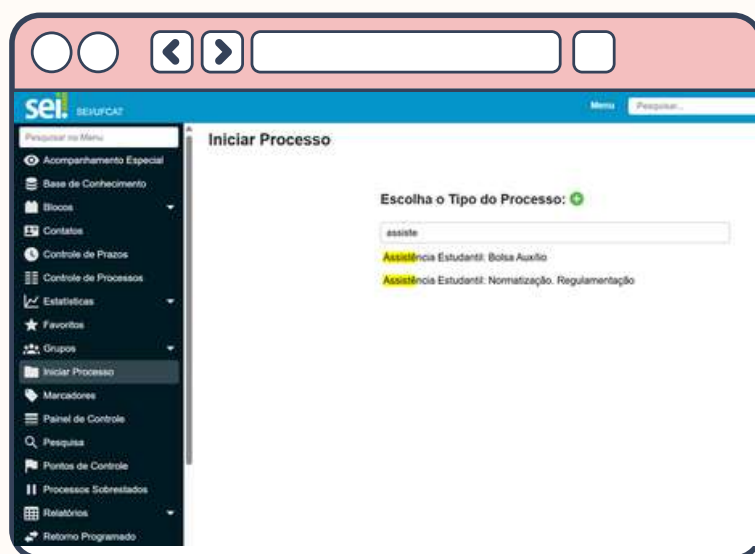 sei! SEI/UFCAT
Menu
Pesquisar...
Pesquisar no Menu
Acompanhamento Especial
Base de Conhecimento
Blocos
Contatos
Controle de Prazos
Controle de Processos
Estatísticas
Favoritos
Grupos
Iniciar Processo
Marcadores
Painel de Controle
Pesquisa
Pontos de Controle
Processos Sobrestados
Relatórios
Retorno Programado
Iniciar Processo
Escolha o Tipo do Processo:
assiste
Assistência Estudantil: Bolsa Auxílio
Assistência Estudantil: Normatização. Regulamentação